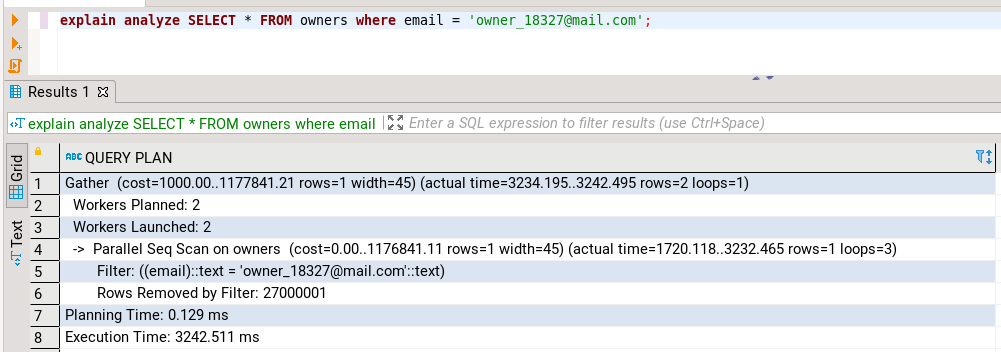 explain analyze SELECT * FROM owners where email = 'owner_18327@mail.com';
Results 1
explain analyze SELECT * FROM owners where email
Enter a SQL expression to filter results (use Ctrl+Space)
Grid
Text
ABC QUERY PLAN
1 Gather (cost=1000.00..1177841.21 rows=1 width=45) (actual time=3234.195..3242.495 rows=2 loops=1)
2 Workers Planned: 2
3 Workers Launched: 2
4 -> Parallel Seq Scan on owners (cost=0.00..1176841.11 rows=1 width=45) (actual time=1720.118..3232.465 rows=1 loops=3)
5 Filter: ((email)::text = 'owner_18327@mail.com'::text)
6 Rows Removed by Filter: 27000001
7 Planning Time: 0.129 ms
8 Execution Time: 3242.511 ms